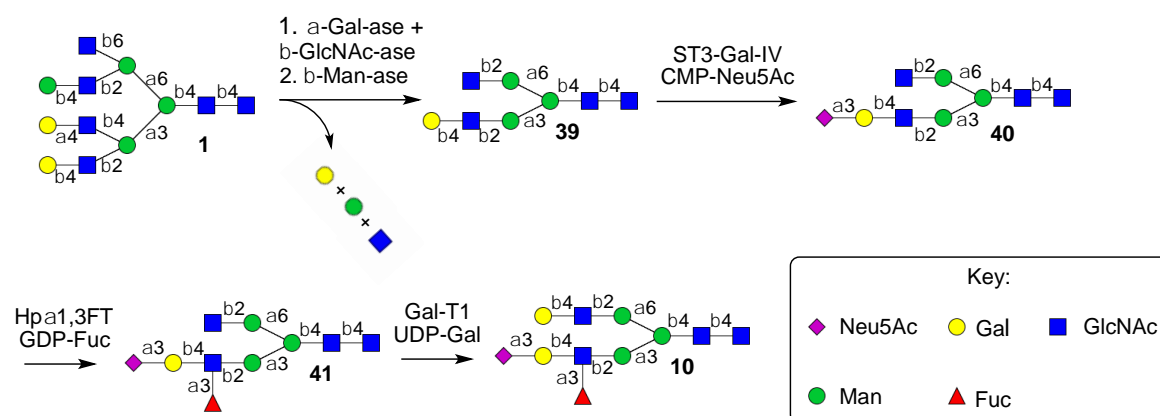 1. a-Gal-ase +
b-GlcNAc-ase
2. b-Man-ase
b6
b4
b2
a6
a4
b4
b4
b2
a3
b4
b4
1
b2
a6
b4
b2
a3
b4
b4
39
ST3-Gal-IV
CMP-Neu5Ac
b2
a6
a3
b4
b2
a3
b4
b4
40
Hpa1,3FT
GDP-Fuc
b2
a6
a3
b4
b2
a3
a3
b4
b4
41
Gal-T1
UDP-Gal
b4
b2
a6
a3
b4
b2
a3
a3
b4
b4
10
Key:
Neu5Ac
Gal
GlcNAc
Man
Fuc